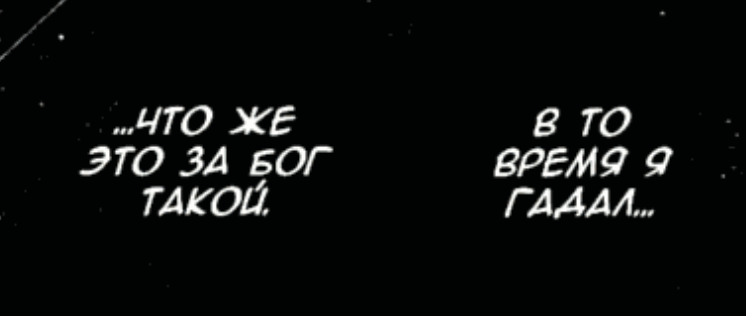 В ТО
ВРЕМЯ Я
ГАДАЛ...
...ЧТО ЖЕ
ЭТО ЗА БОГ
ТАКОЙ.